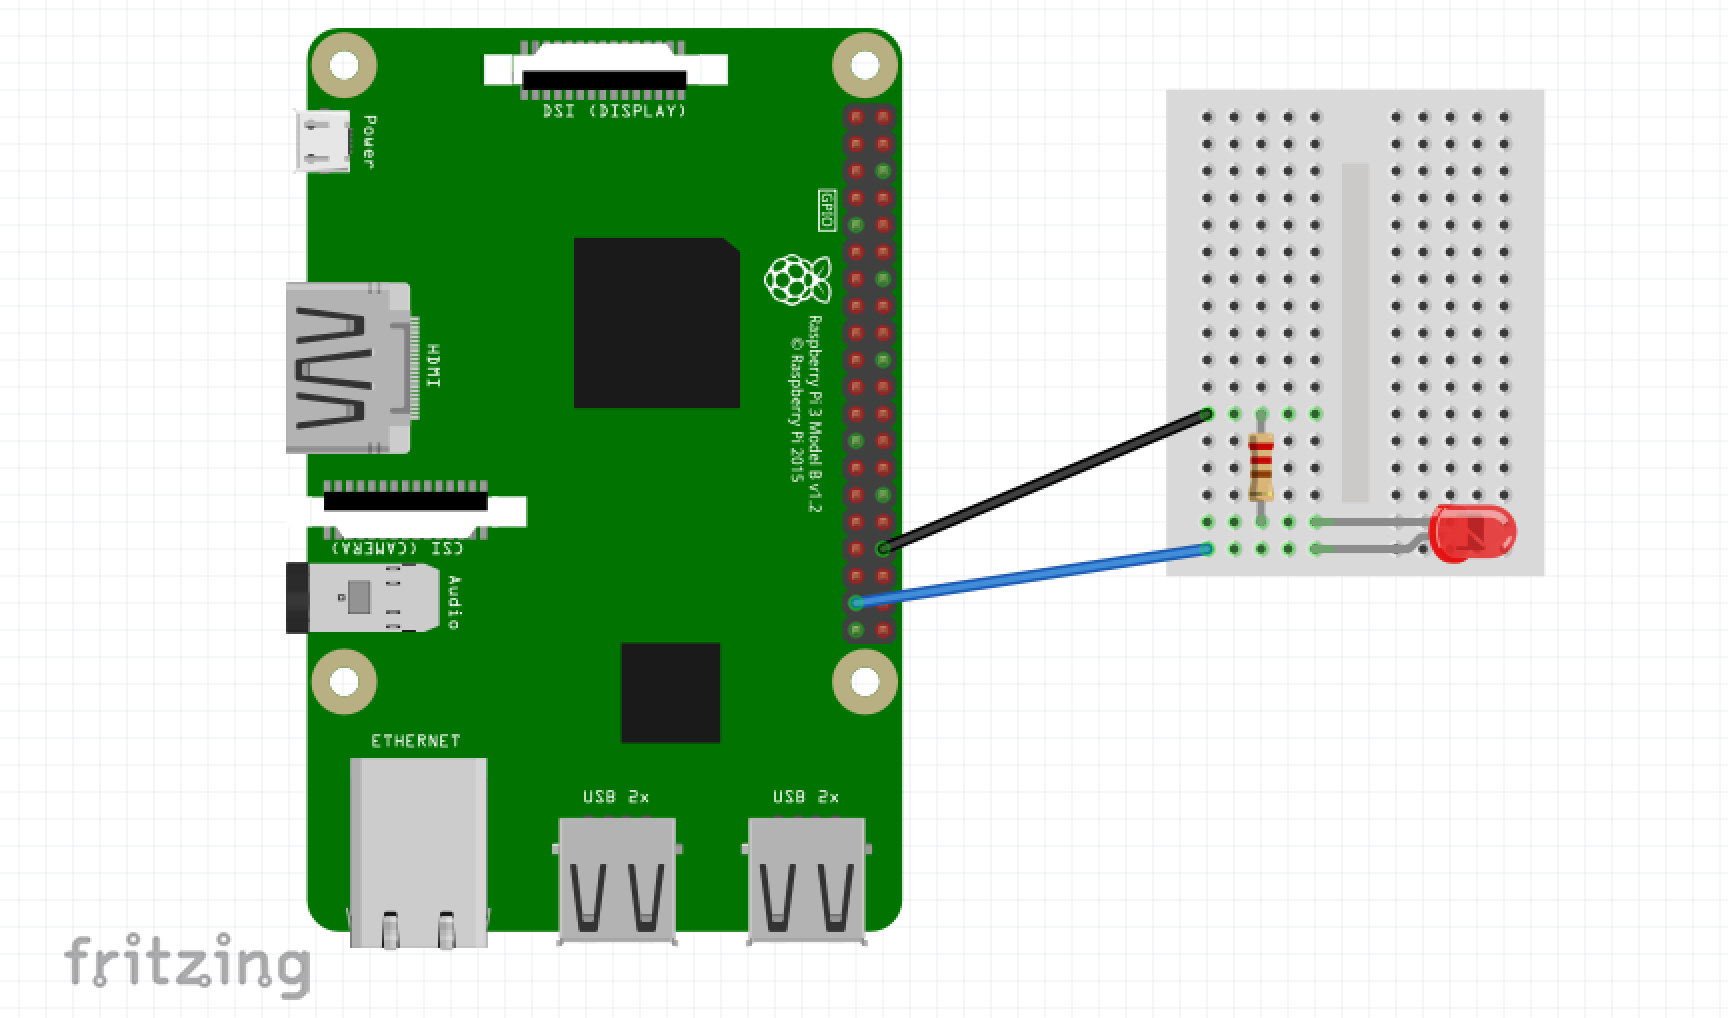 DSI (DISPLAY)
Power
GPIO
HDMI
Raspberry Pi 3 Model B v1.2
© Raspberry Pi 2015
CSI (CAMERA)
Audio
ETHERNET
USB 2x
USB 2x
fritzing